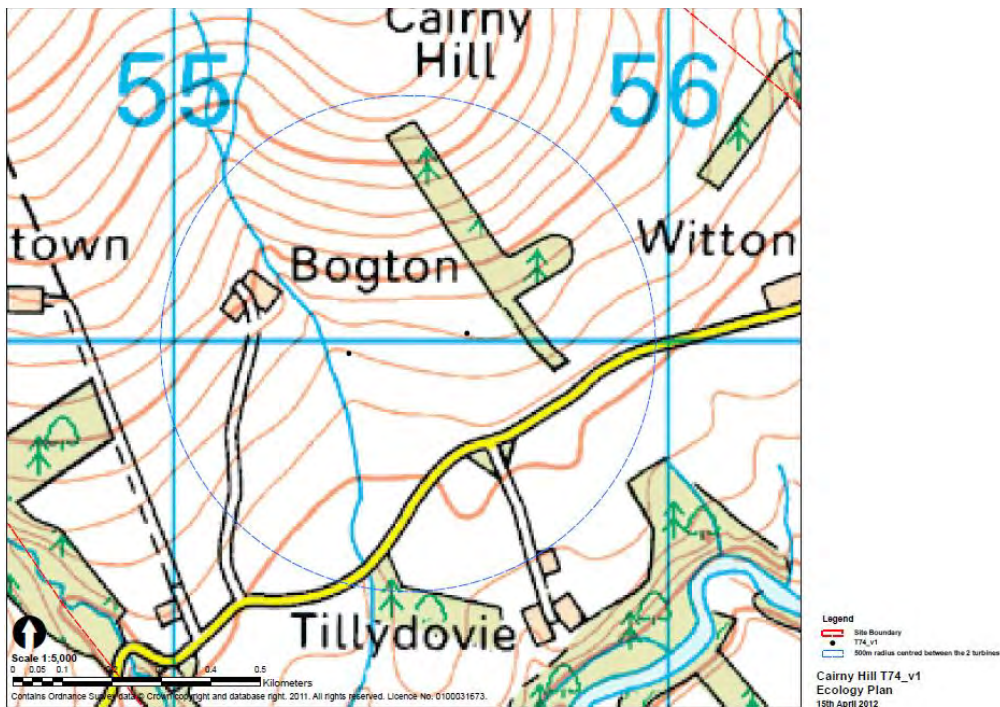 Cairny
Hill
55
56
town
Bogton
Witton
Tillydovie
Scale 1:5,000
0 0.05 0.1 0.2 0.3 0.4 0.5
Kilometers
Contains Ordnance Survey data © Crown copyright and database right. 2011. All rights reserved. Licence No. 0100031673.
Legend
Site Boundary
T74_v1
500m radius centred between the 2 turbines
Cairny Hill T74_v1
Ecology Plan
15th April 2012